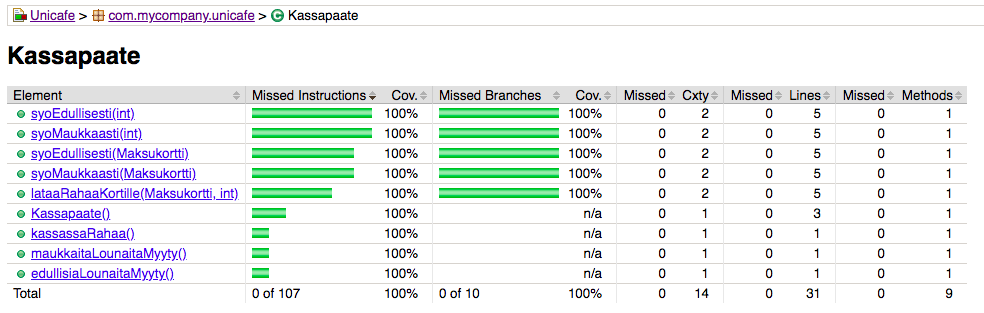 Unicafe > com.mycompany.unicafe > Kassapaate
Kassapaate
Element Missed Instructions Cov. Missed Branches Cov. Missed Cxty Missed Lines Missed Methods
syoEdullisesti(int) 100% 100% 0 2 0 5 0 1
syoMaukkaasti(int) 100% 100% 0 2 0 5 0 1
syoEdullisesti(Maksukortti) 100% 100% 0 2 0 5 0 1
syoMaukkaasti(Maksukortti) 100% 100% 0 2 0 5 0 1
lataaRahaaKortille(Maksukortti, int) 100% 100% 0 2 0 5 0 1
Kassapaate() 100% n/a 0 1 0 3 0 1
kassassaRahaa() 100% n/a 0 1 0 1 0 1
maukkaitaLounaitaMyyty() 100% n/a 0 1 0 1 0 1
edullisiaLounaitaMyyty() 100% n/a 0 1 0 1 0 1
Total 0 of 107 100% 0 of 10 100% 0 14 0 31 0 9